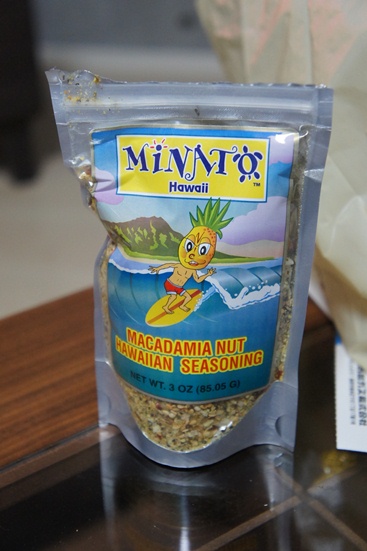 MiNATO
Hawaii
TM
MACADAMIA NUT
HAWAIIAN SEASONING
NET WT. 3 OZ (85.05 G)